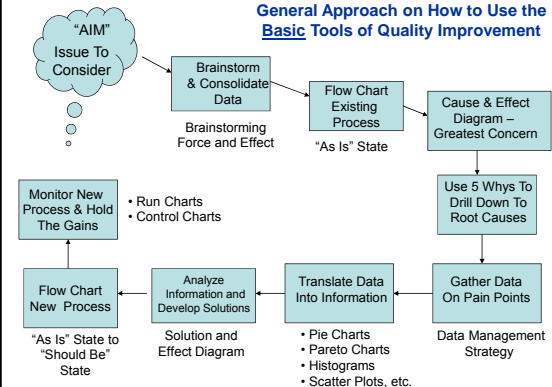 General Approach on How to Use the
Basic Tools of Quality Improvement
“AIM”
Issue To
Consider
Brainstorm
& Consolidate
Data
Brainstorming
Force and Effect
Flow Chart
Existing
Process
“As Is” State
Cause & Effect
Diagram –
Greatest Concern
Use 5 Whys To
Drill Down To
Root Causes
Gather Data
On Pain Points
Data Management
Strategy
Translate Data
Into Information
• Pie Charts
• Pareto Charts
• Histograms
• Scatter Plots, etc.
Analyze
Information and
Develop Solutions
Solution and
Effect Diagram
Flow Chart
New Process
“As Is” State to
“Should Be”
State
Monitor New
Process & Hold
The Gains
• Run Charts
• Control Charts